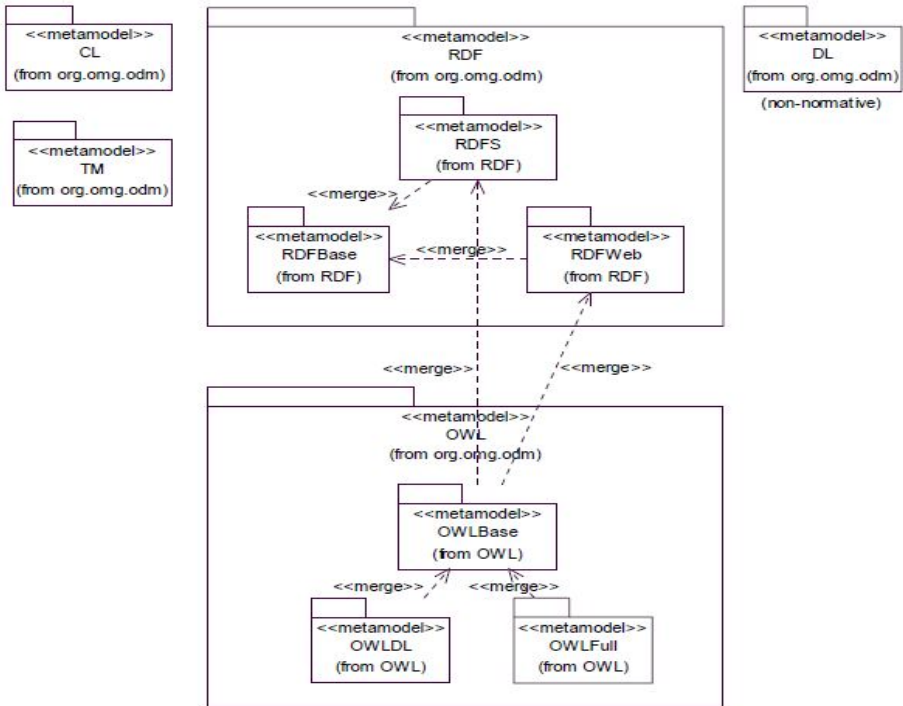 <<metamodel>>
CL
(from org.omg.odm)
<<metamodel>>
TM
(from org.omg.odm)
<<metamodel>>
RDF
(from org.omg.odm)
<<metamodel>>
DL
(from org.omg.odm)
(non-normative)
<<metamodel>>
RDFS
(from RDF)
<<merge>>
<<metamodel>>
RDFBase
(from RDF)
<<merge>>
<<metamodel>>
RDFWeb
(from RDF)
<<merge>>
<<merge>>
<<metamodel>>
OWL
(from org.omg.odm)
<<metamodel>>
OWLBase
(from OWL)
<<merge>>
<<merge>>
<<metamodel>>
OWLDL
(from OWL)
<<metamodel>>
OWLFull
(from OWL)